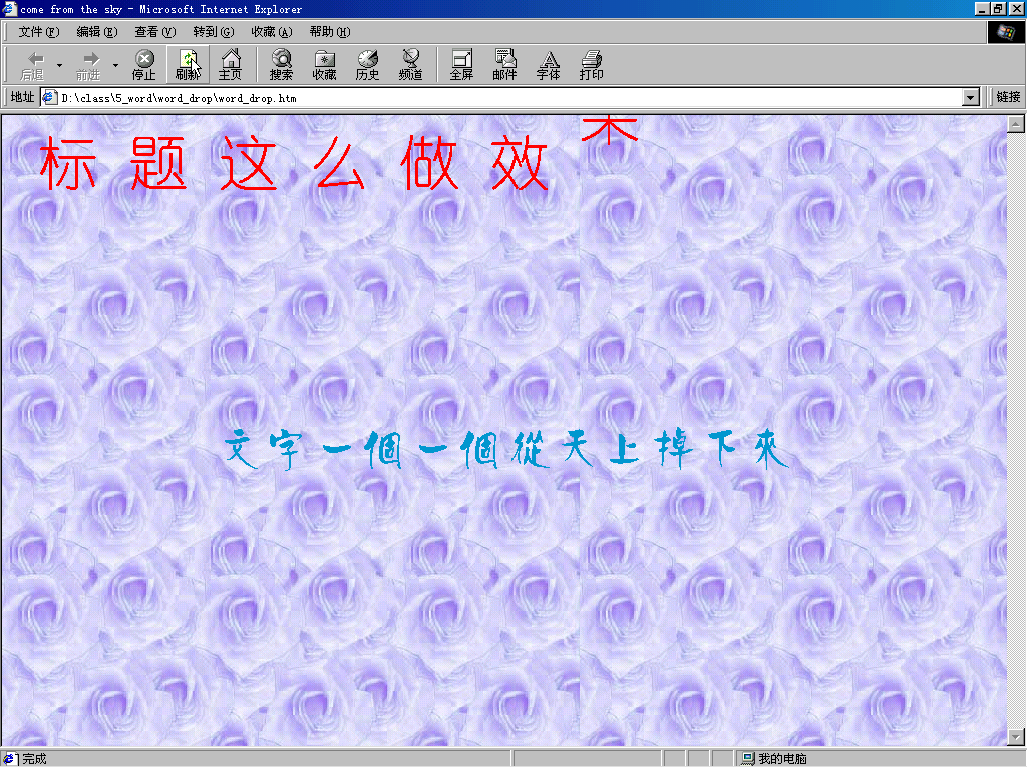 come from the sky - Microsoft Internet Explorer
文件(F) 编辑(E) 查看(V) 转到(G) 收藏(A) 帮助(H)
后退 前进 停止 刷新 主页 搜索 收藏 历史 频道 全屏 邮件 字体 打印
地址 D:\class\5_word\word_drop\word_drop.htm 链接
标题这么做效
文字一個一個從天上掉下來
完成 我的电脑